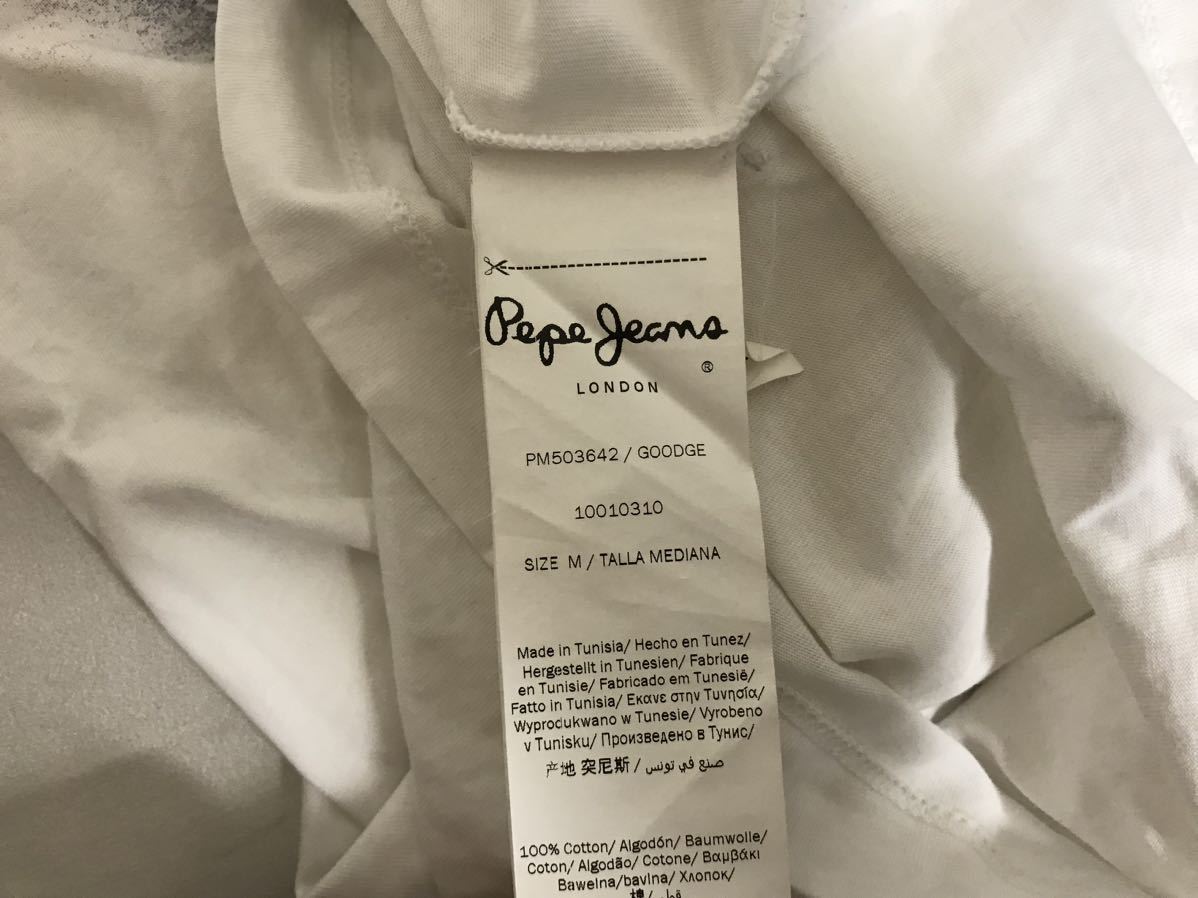 Pepe Jeans
®
LONDON
PM503642 / GOODGE
10010310
SIZE M / TALLA MEDIANA
Made in Tunisia/ Hecho en Tunez/
Hergestellt in Tunesien/ Fabrique
en Tunisie/ Fabricado em Tunesië/
Fatto in Tunisia/ Εκανε στην Τυνησία/
Wyprodukwano w Tunesie/ Vyrobeno
v Tunisku/ Произведено в Тунис/
产地 突尼斯 / صنع في تونس
100% Cotton/ Algodón/ Baumwolle/
Coton/ Algodão/ Cotone/ Βαμβάκι
Bawelna/bavlna/ Хлопок/